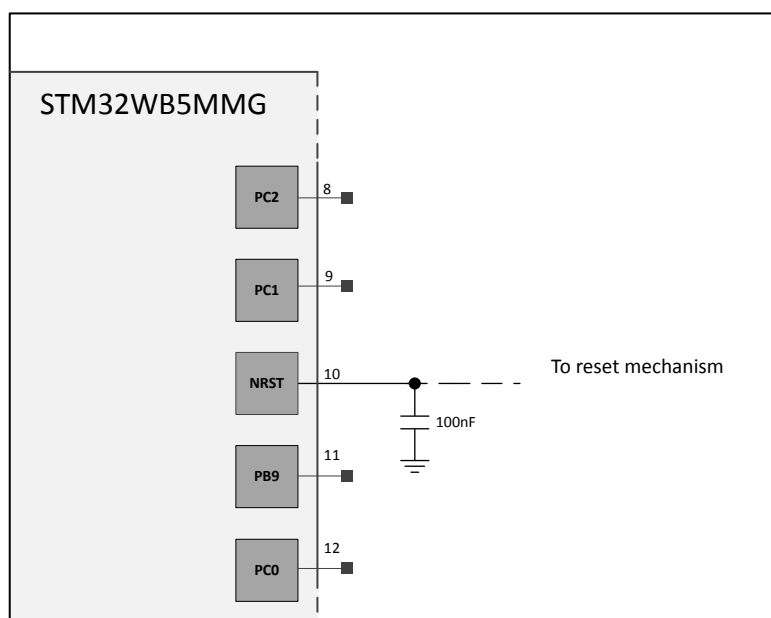 STM32WB5MMG
PC2
8
PC1
9
NRST
10
To reset mechanism
100nF
PB9
11
PC0
12